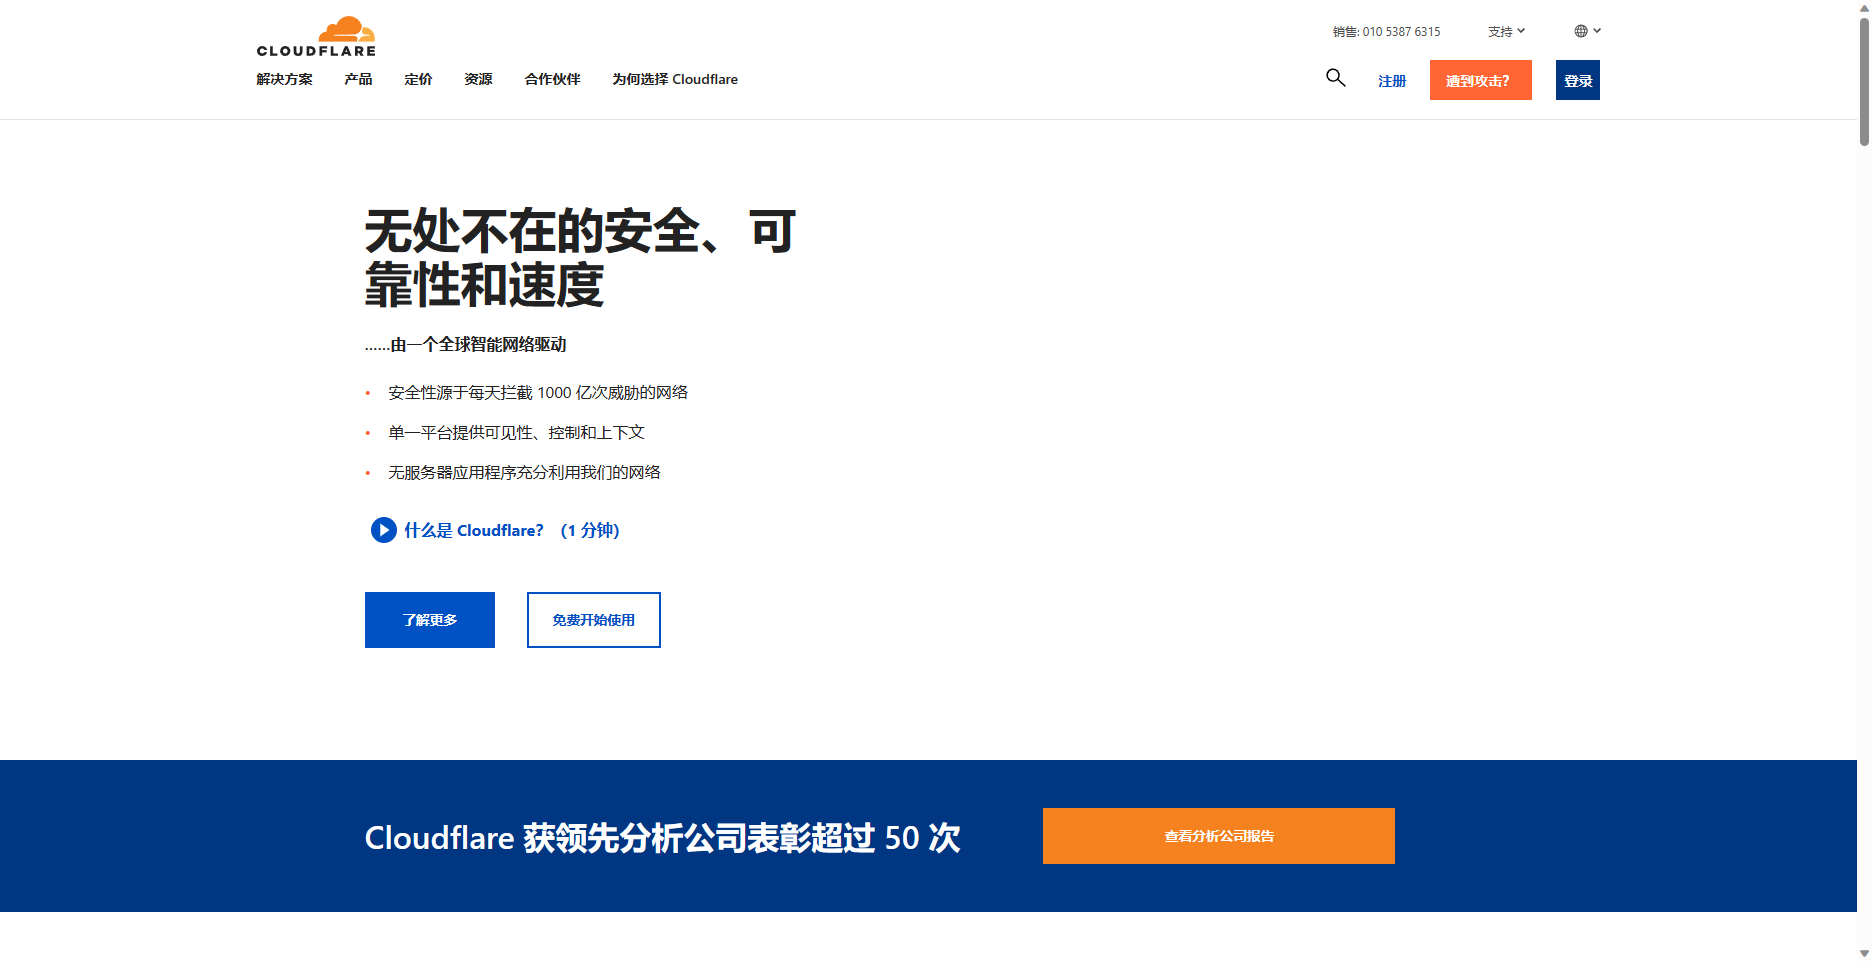 CLOUDFLARE
销售: 010 5387 6315
支持
解决方案 产品 定价 资源 合作伙伴 为何选择 Cloudflare
注册 遭到攻击? 登录
无处不在的安全、可
靠性和速度
......由一个全球智能网络驱动
• 安全性源于每天拦截 1000 亿次威胁的网络
• 单一平台提供可见性、控制和上下文
• 无服务器应用程序充分利用我们的网络
什么是 Cloudflare? (1 分钟)
了解更多 免费开始使用
Cloudflare 获领先分析公司表彰超过 50 次
查看分析公司报告